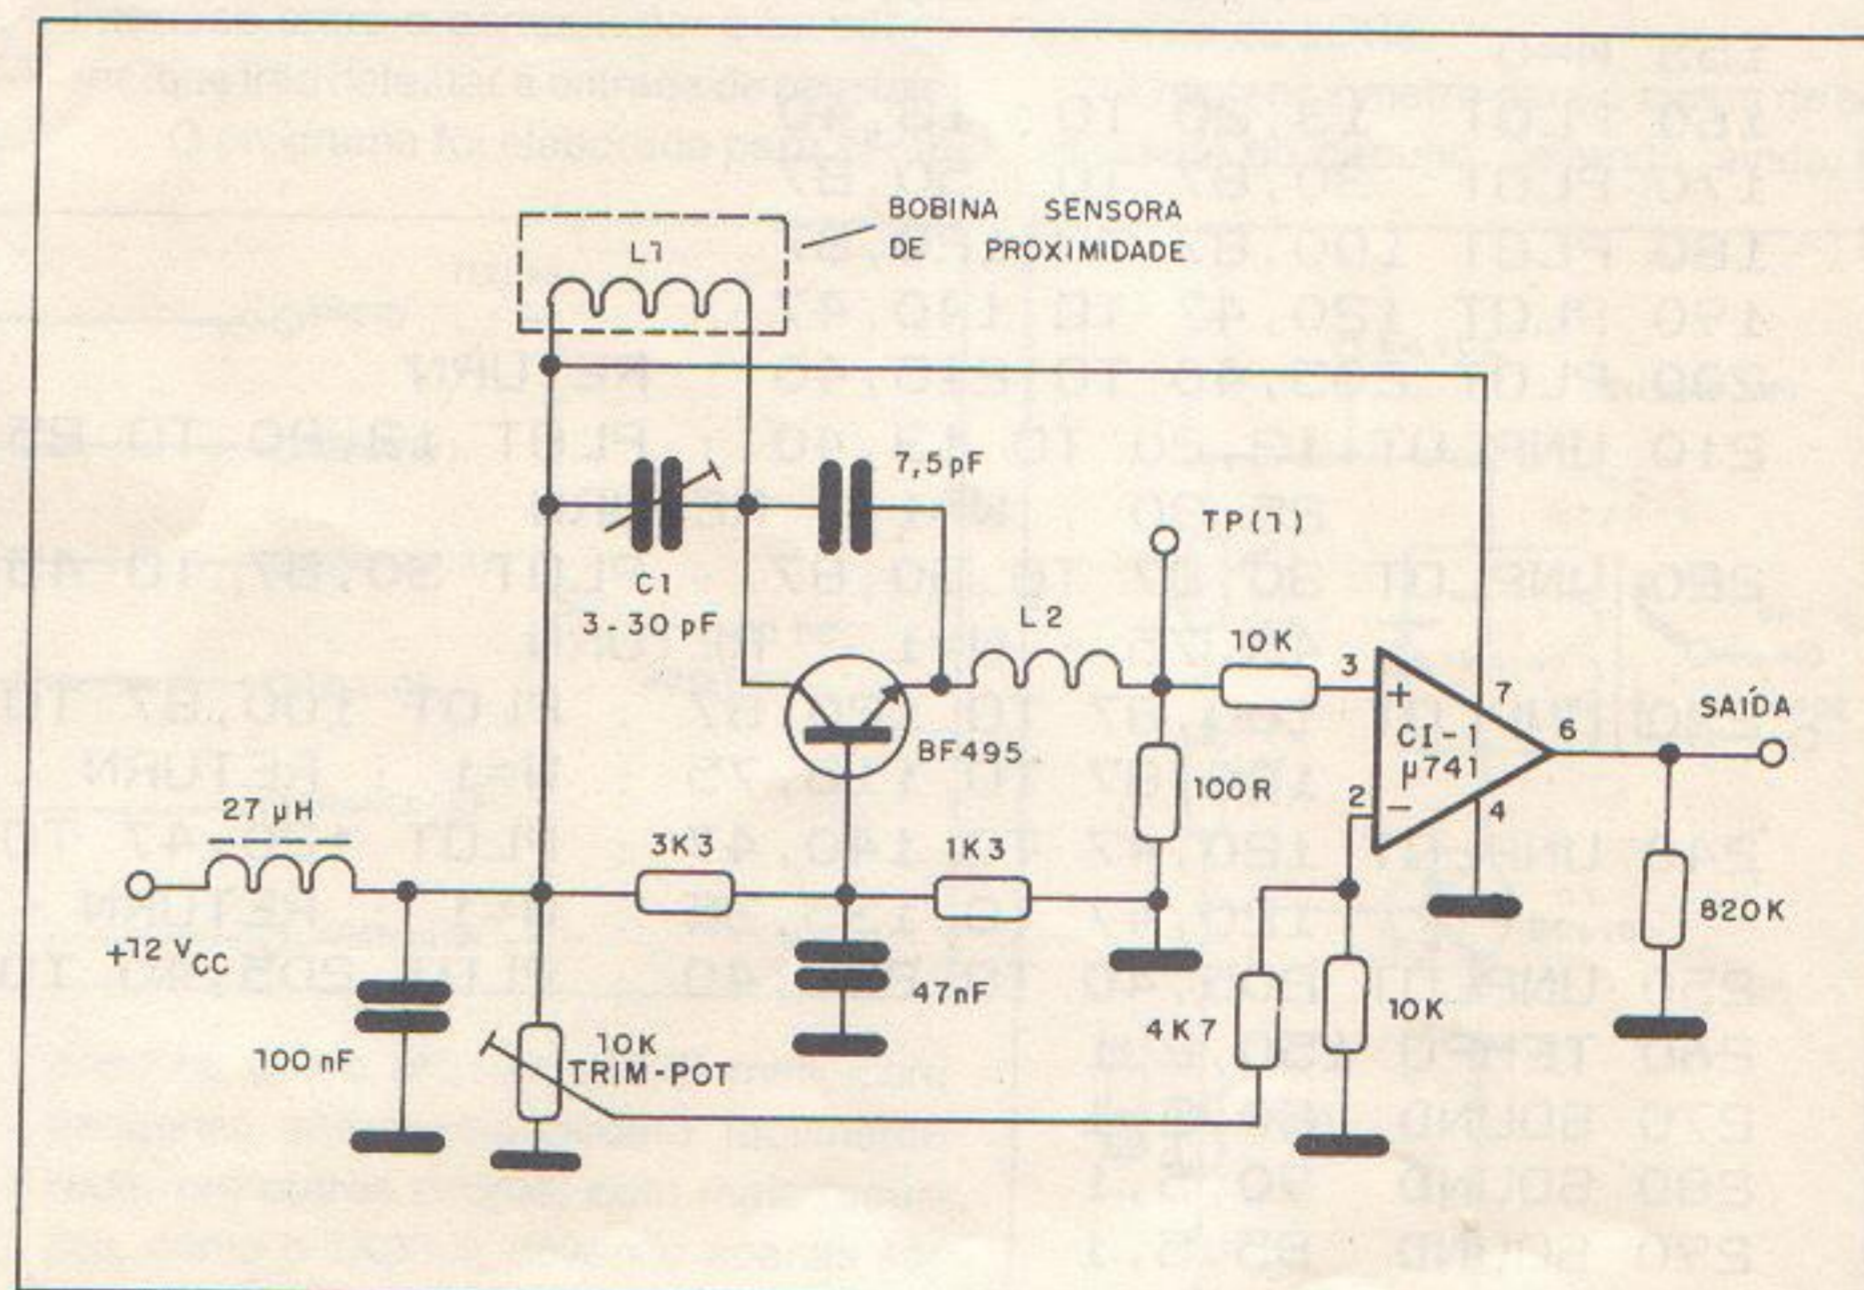 BOBINA SENSORA
DE PROXIMIDADE
L1
7,5pF
TP(1)
C1
3-30 pF
L2
10K
3
+
7
CI-1
µ741
6
SAÍDA
BF495
100R
2
−
4
27 µH
3K3
1K3
820K
+12 VCC
47nF
100 nF
10K
TRIM-POT
4K7
10K